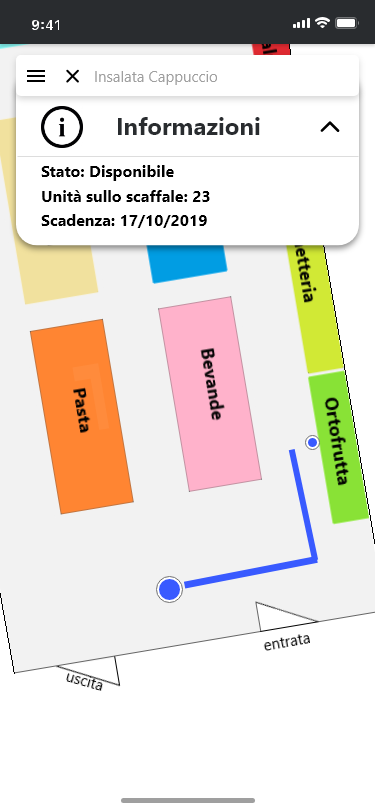 9:41
al
Insalata Cappuccio
i
Informazioni
Stato: Disponibile
Unità sullo scaffale: 23
Scadenza: 17/10/2019
etteria
Bevande
Pasta
Ortofrutta
entrata
uscita